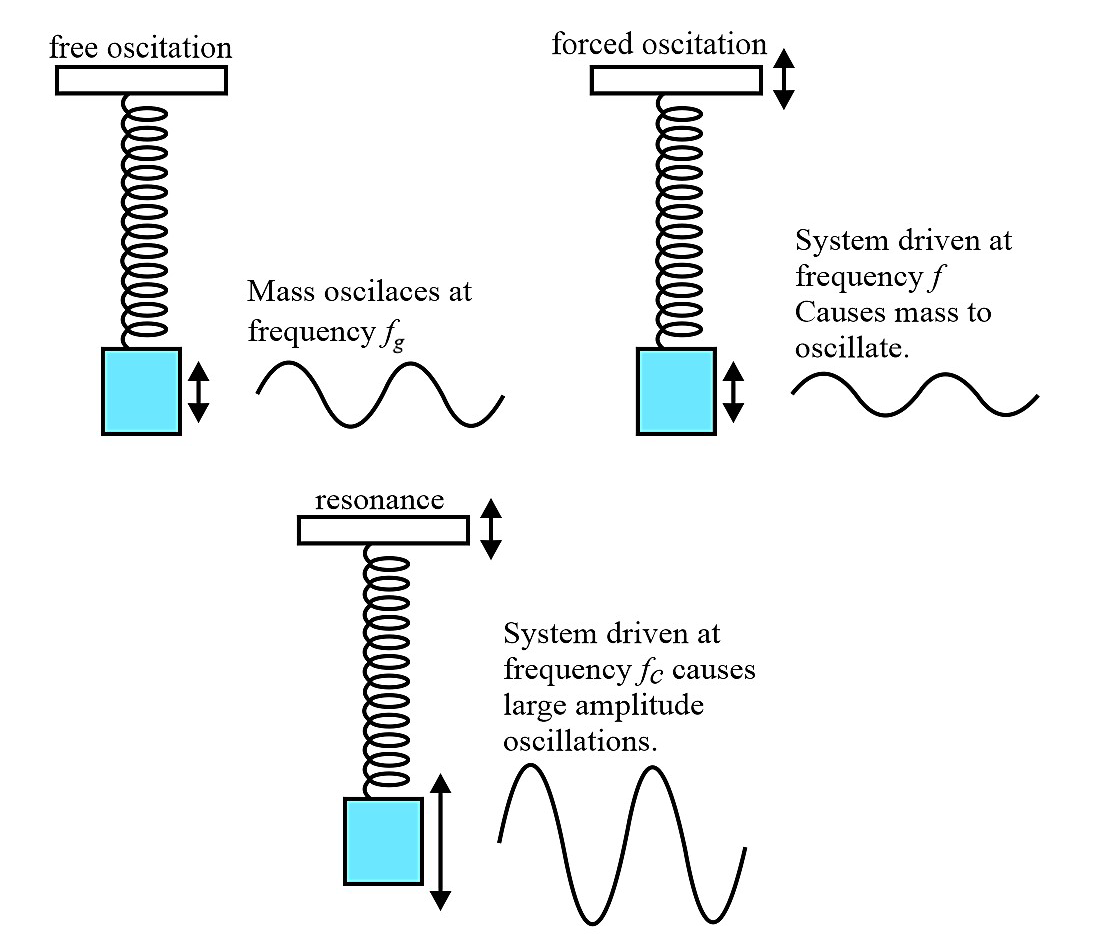 free oscitation
forced oscitation
Mass oscilaces at
frequency fg
System driven at
frequency f
Causes mass to
oscillate.
resonance
System driven at
frequency fC causes
large amplitude
oscillations.